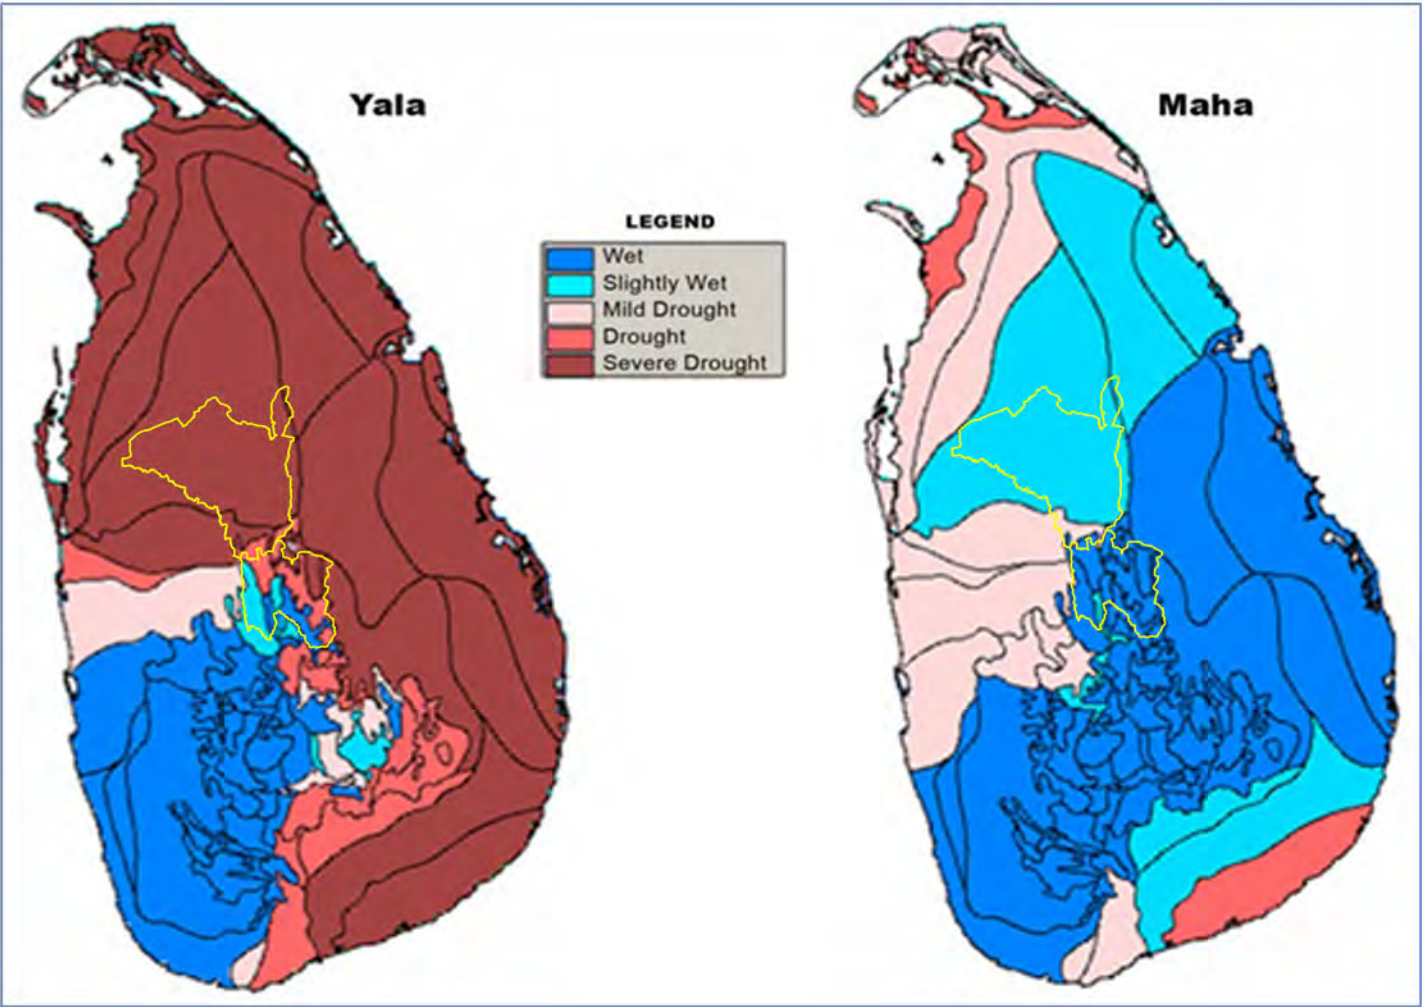 Yala
Maha
LEGEND
Wet
Slightly Wet
Mild Drought
Drought
Severe Drought